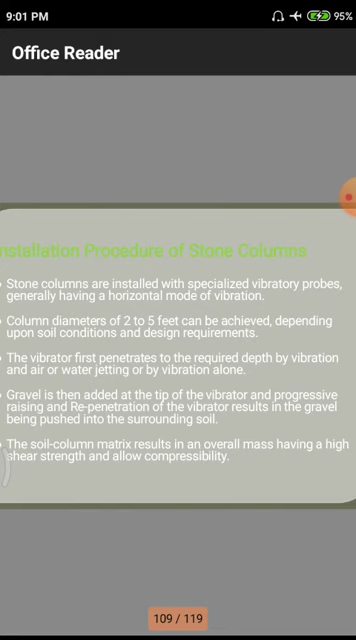 9:01 PM
95%
Office Reader
nstallation Procedure of Stone Columns
Stone columns are installed with specialized vibratory probes,
generally having a horizontal mode of vibration.
Column diameters of 2 to 5 feet can be achieved, depending
upon soil conditions and design requirements.
The vibrator first penetrates to the required depth by vibration
and air or water jetting or by vibration alone.
Gravel is then added at the tip of the vibrator and progressive
raising and Re-penetration of the vibrator results in the gravel
being pushed into the surrounding soil.
The soil-column matrix results in an overall mass having a high
shear strength and allow compressibility.
109 / 119